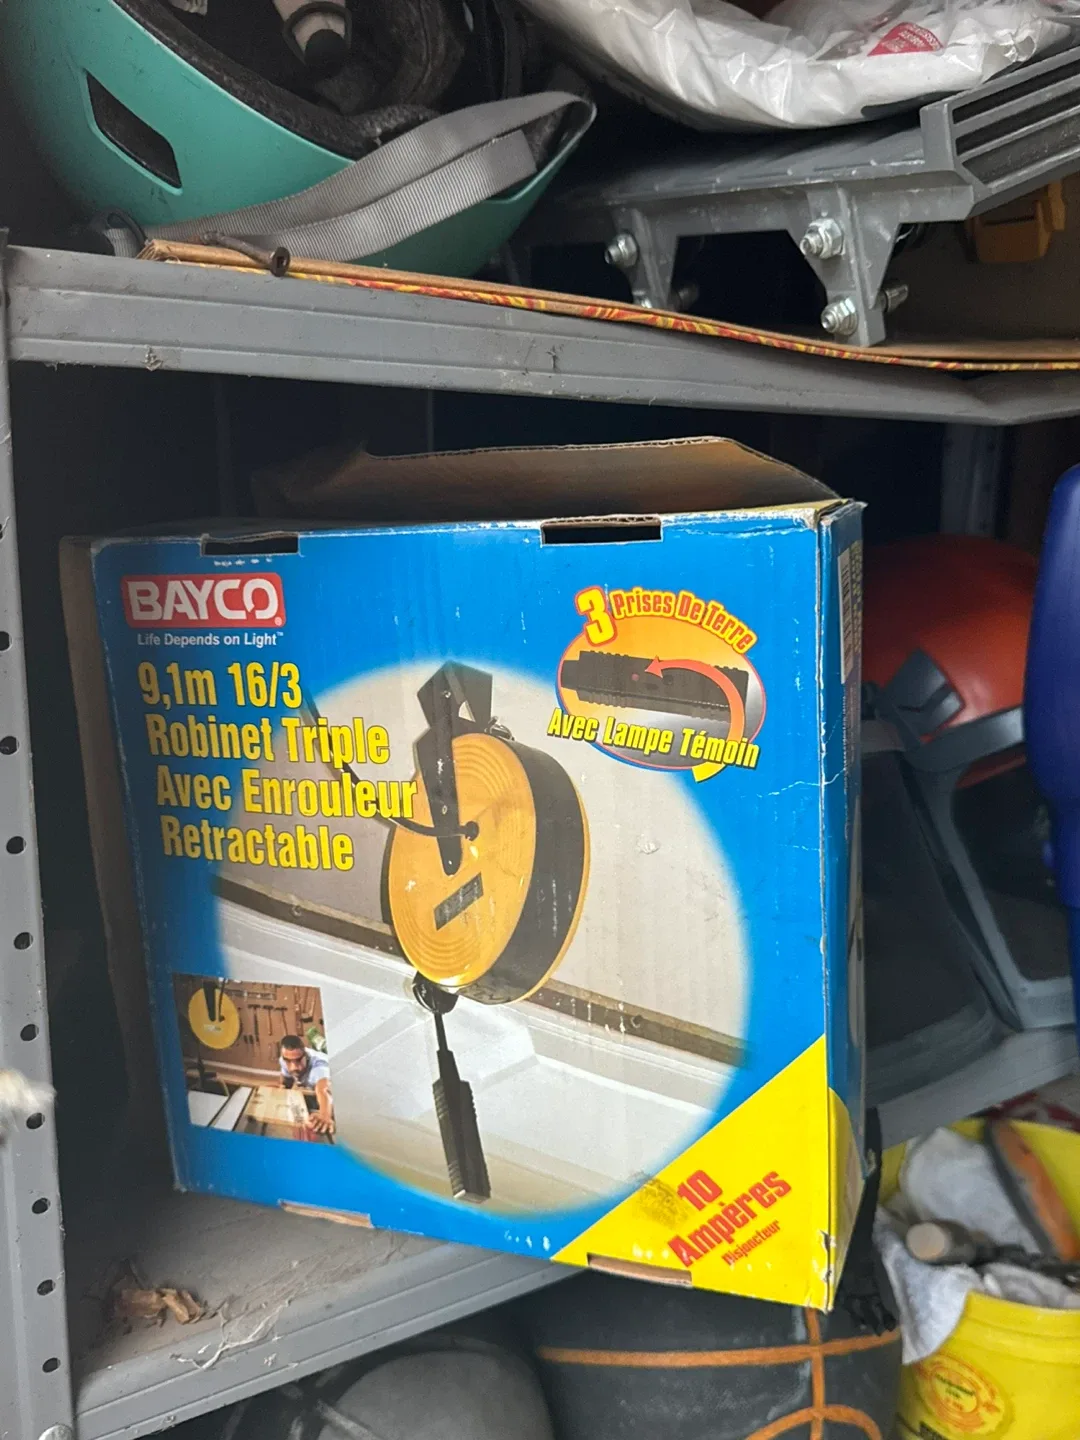 BAYCO
Life Depends on Light™
9,1m 16/3
Robinet Triple
Avec Enrouleur
Retractable
3 Prises De Terre
Avec Lampe Témoin
10
Ampères
Disjoncteur